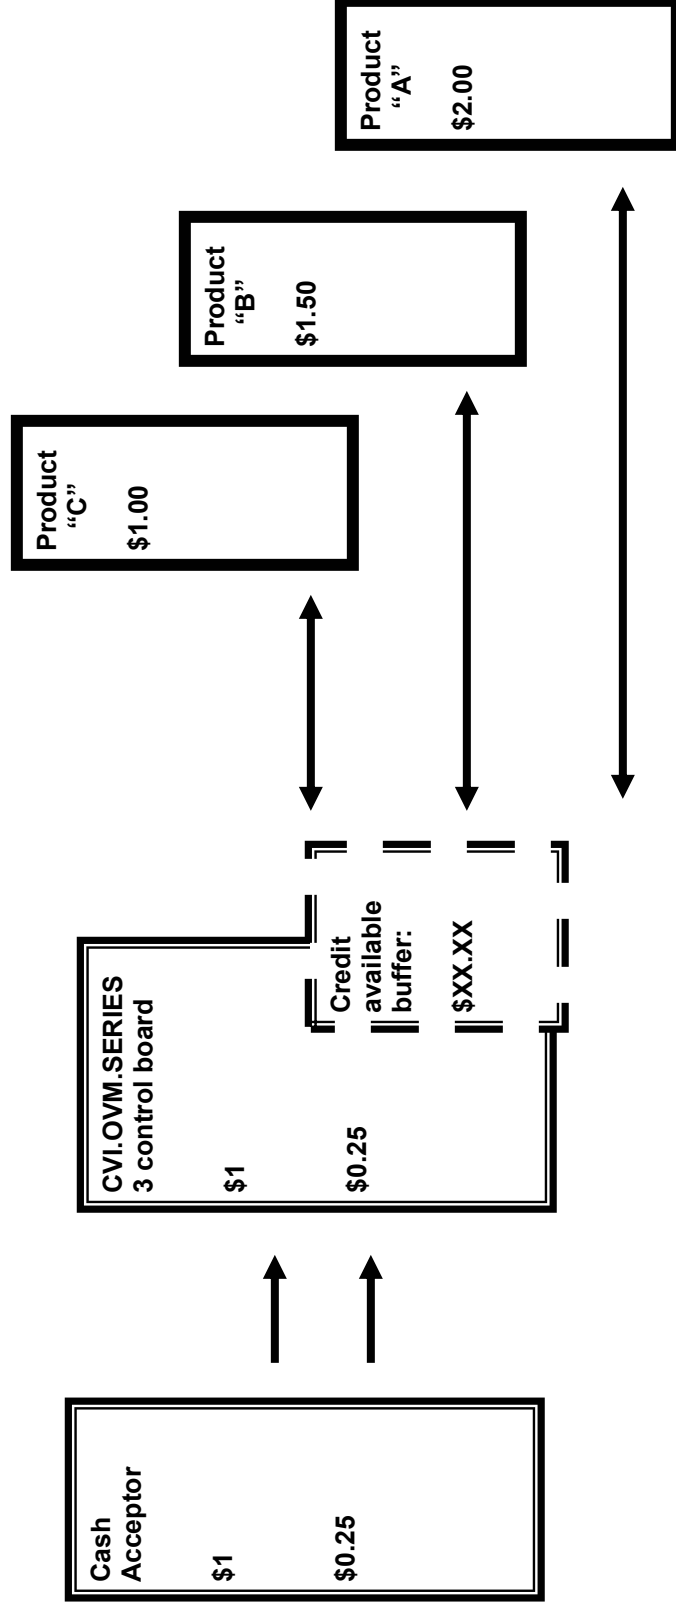 Cash
Acceptor
$1
$0.25
CVI.OVM.SERIES
3 control board
$1
$0.25
Credit
available
buffer:
$XX.XX
Product
“C”
$1.00
Product
“B”
$1.50
Product
“A”
$2.00